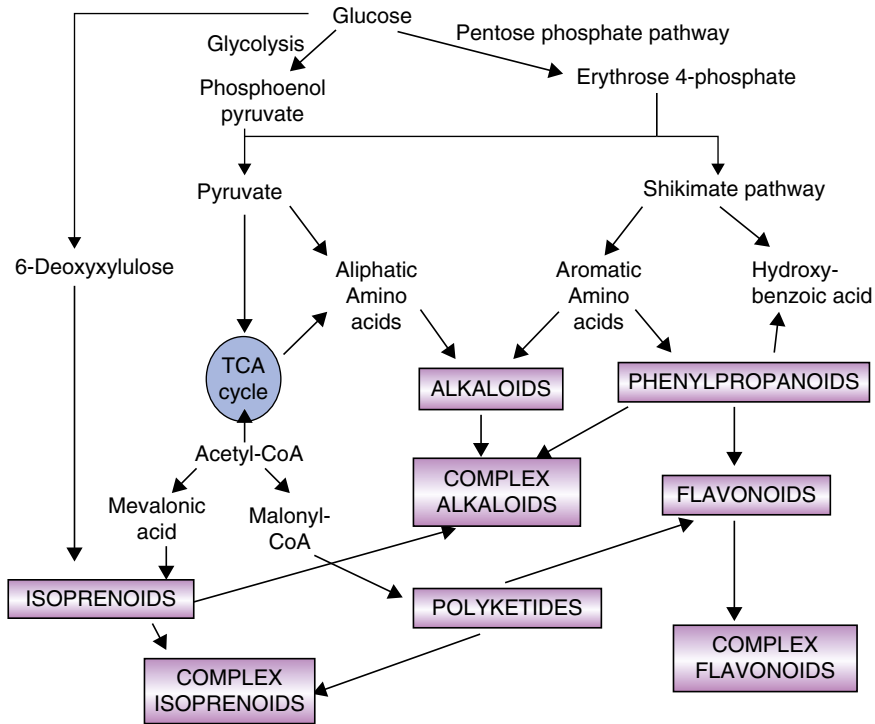 Glucose
Glycolysis
Pentose phosphate pathway
Phosphoenol
pyruvate
Erythrose 4-phosphate
Pyruvate
Shikimate pathway
6-Deoxyxylulose
Aliphatic
Amino
acids
Aromatic
Amino
acids
Hydroxy-
benzoic acid
TCA
cycle
ALKALOIDS
PHENYLPROPANOIDS
Acetyl-CoA
Mevalonic
acid
Malonyl-
CoA
COMPLEX
ALKALOIDS
FLAVONOIDS
ISOPRENOIDS
POLYKETIDES
COMPLEX
ISOPRENOIDS
COMPLEX
FLAVONOIDS